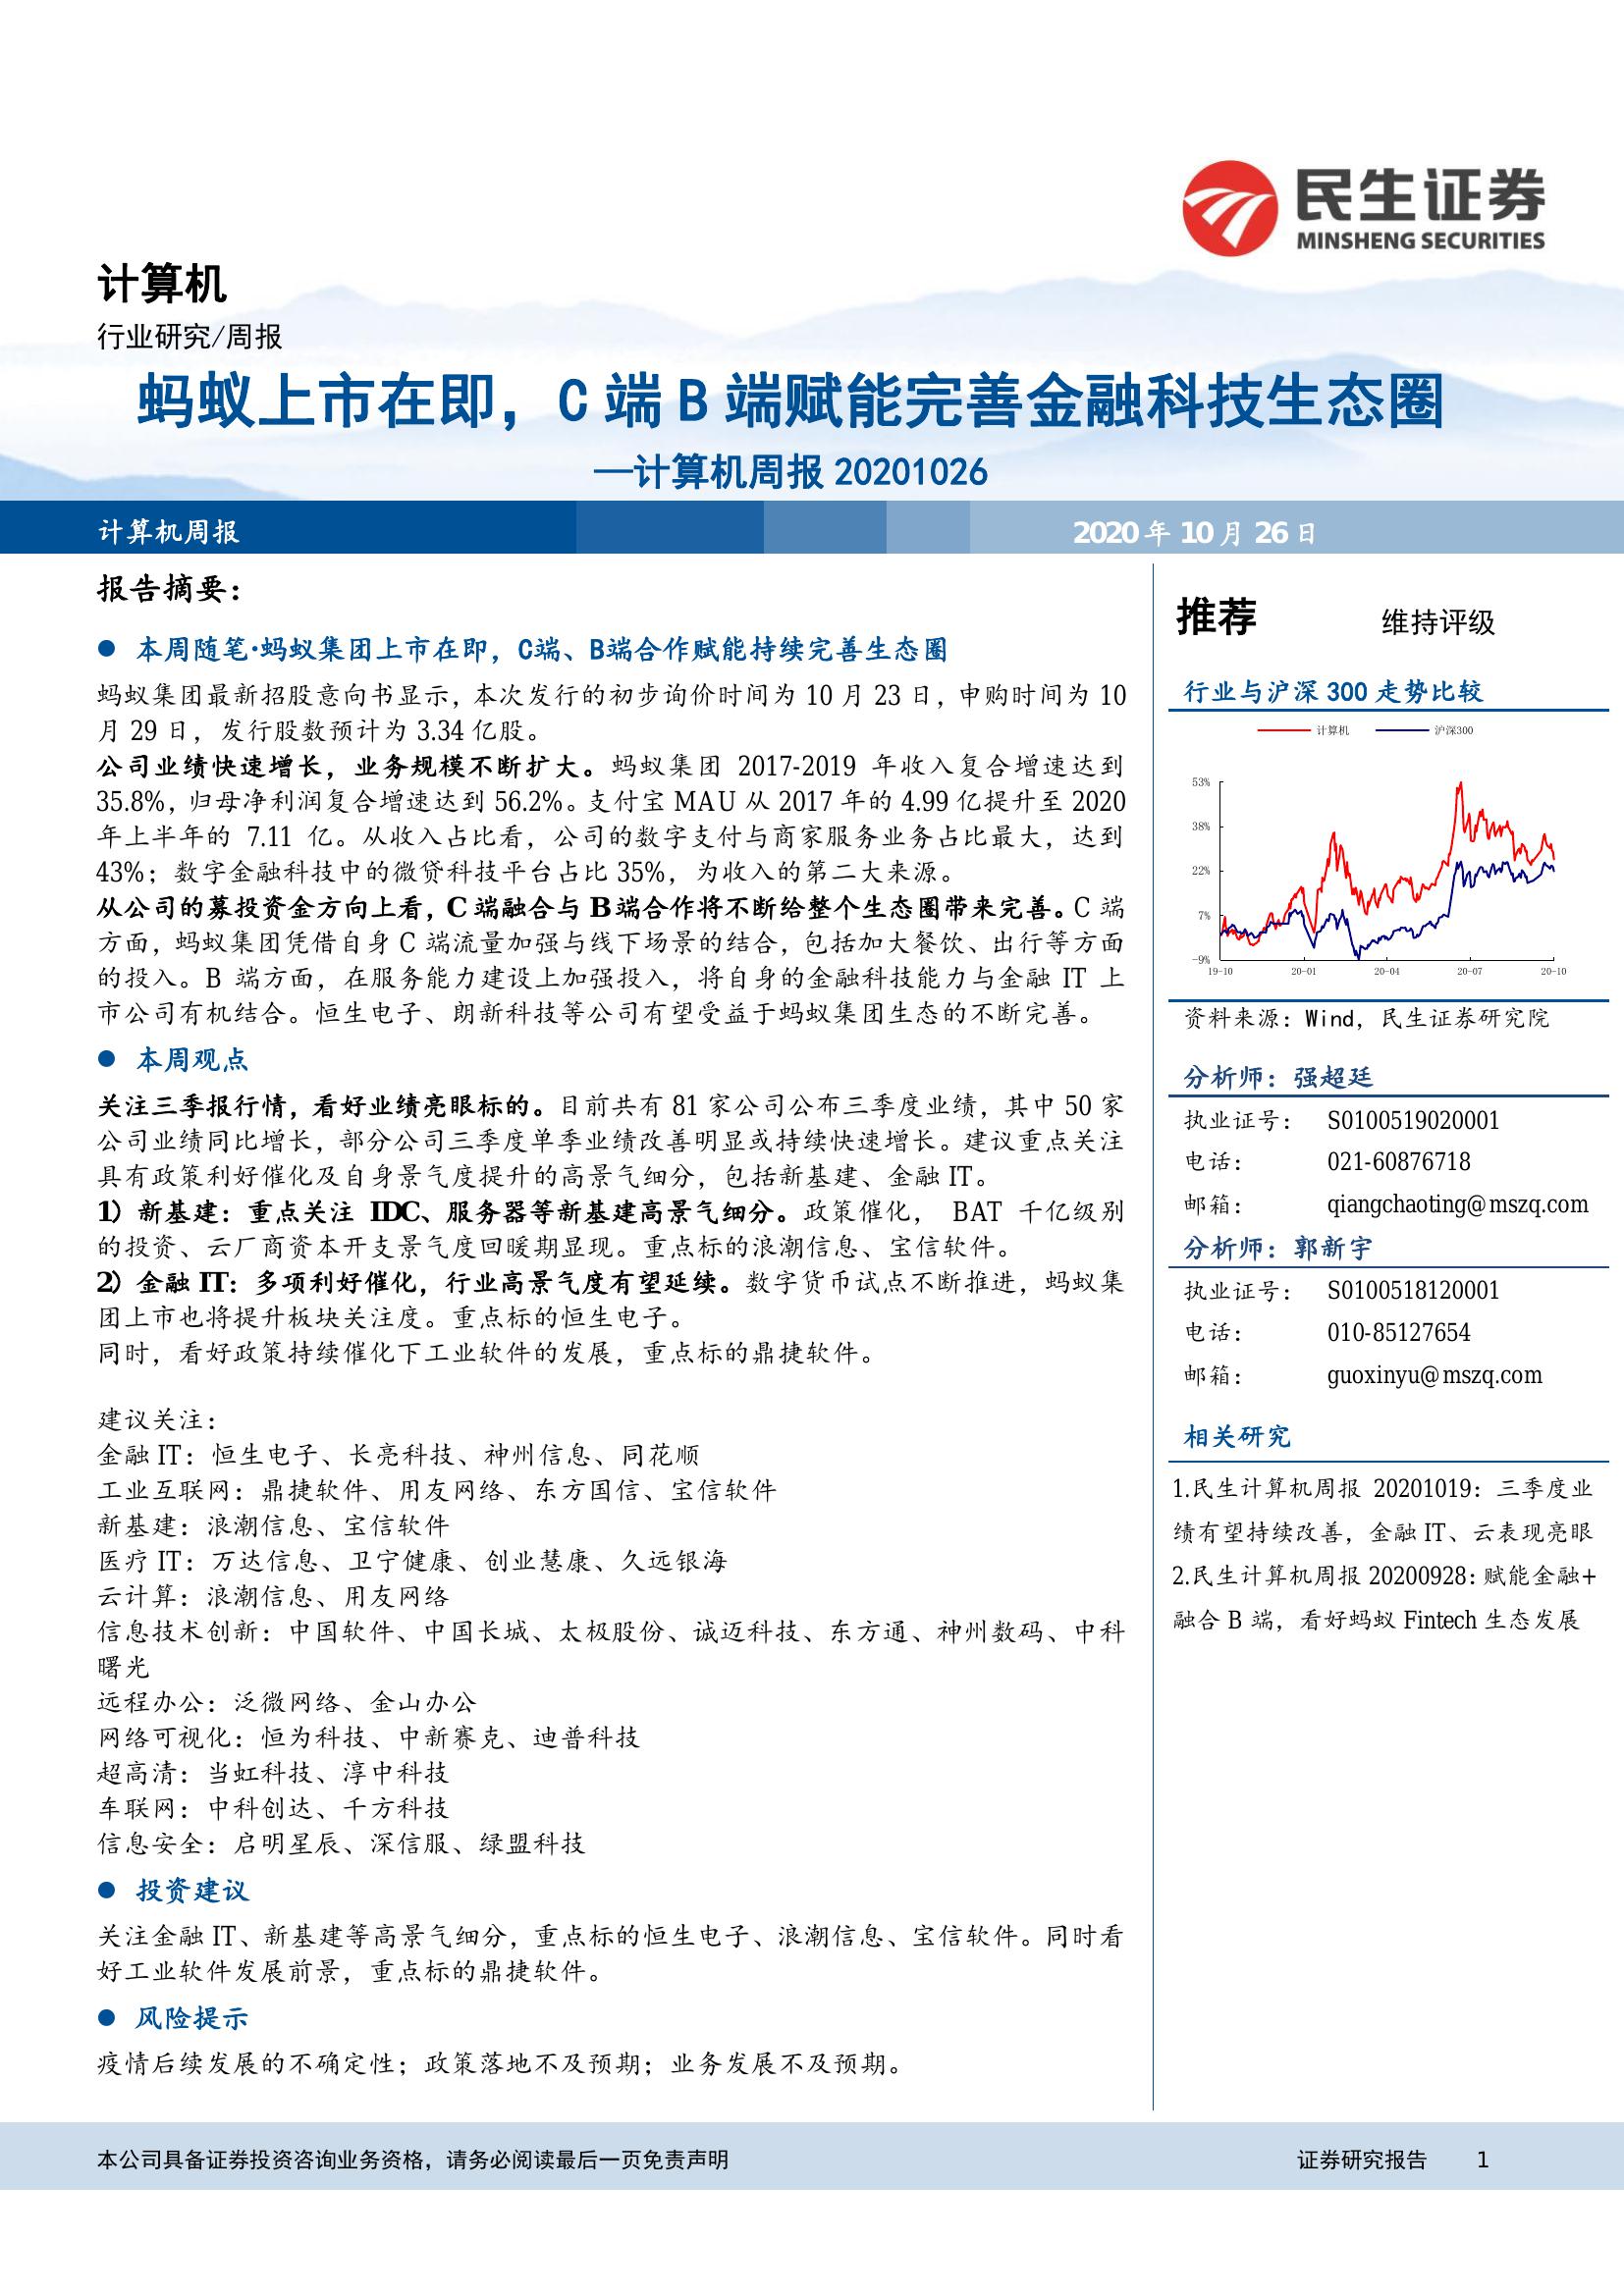 民生证券
MINSHENG SECURITIES
计算机
行业研究/周报
蚂蚁上市在即，C 端 B 端赋能完善金融科技生态圈
—计算机周报 20201026
计算机周报
2020 年 10 月 26 日
报告摘要：
● 本周随笔·蚂蚁集团上市在即，C端、B端合作赋能持续完善生态圈
蚂蚁集团最新招股意向书显示，本次发行的初步询价时间为 10 月 23 日，申购时间为 10
月 29 日，发行股数预计为 3.34 亿股。
公司业绩快速增长，业务规模不断扩大。蚂蚁集团 2017-2019 年收入复合增速达到
35.8%，归母净利润复合增速达到 56.2%。支付宝 MAU 从 2017 年的 4.99 亿提升至 2020
年上半年的 7.11 亿。从收入占比看，公司的数字支付与商家服务业务占比最大，达到
43%；数字金融科技中的微贷科技平台占比 35%，为收入的第二大来源。
从公司的募投资金方向上看，C 端融合与 B 端合作将不断给整个生态圈带来完善。C 端
方面，蚂蚁集团凭借自身 C 端流量加强与线下场景的结合，包括加大餐饮、出行等方面
的投入。B 端方面，在服务能力建设上加强投入，将自身的金融科技能力与金融 IT 上
市公司有机结合。恒生电子、朗新科技等公司有望受益于蚂蚁集团生态的不断完善。
● 本周观点
关注三季报行情，看好业绩亮眼标的。目前共有 81 家公司公布三季度业绩，其中 50 家
公司业绩同比增长，部分公司三季度单季业绩改善明显或持续快速增长。建议重点关注
具有政策利好催化及自身景气度提升的高景气细分，包括新基建、金融 IT。
1）新基建：重点关注 IDC、服务器等新基建高景气细分。政策催化， BAT 千亿级别
的投资、云厂商资本开支景气度回暖期显现。重点标的浪潮信息、宝信软件。
2）金融 IT：多项利好催化，行业高景气度有望延续。数字货币试点不断推进，蚂蚁集
团上市也将提升板块关注度。重点标的恒生电子。
同时，看好政策持续催化下工业软件的发展，重点标的鼎捷软件。
建议关注：
金融 IT：恒生电子、长亮科技、神州信息、同花顺
工业互联网：鼎捷软件、用友网络、东方国信、宝信软件
新基建：浪潮信息、宝信软件
医疗 IT：万达信息、卫宁健康、创业慧康、久远银海
云计算：浪潮信息、用友网络
信息技术创新：中国软件、中国长城、太极股份、诚迈科技、东方通、神州数码、中科
曙光
远程办公：泛微网络、金山办公
网络可视化：恒为科技、中新赛克、迪普科技
超高清：当虹科技、淳中科技
车联网：中科创达、千方科技
信息安全：启明星辰、深信服、绿盟科技
● 投资建议
关注金融 IT、新基建等高景气细分，重点标的恒生电子、浪潮信息、宝信软件。同时看
好工业软件发展前景，重点标的鼎捷软件。
● 风险提示
疫情后续发展的不确定性；政策落地不及预期；业务发展不及预期。
推荐 维持评级
行业与沪深 300 走势比较
计算机 沪深300
53%
38%
22%
7%
-9%
19-10 20-01 20-04 20-07 20-10
资料来源：Wind，民生证券研究院
分析师：强超廷
执业证号： S0100519020001
电话： 021-60876718
邮箱： qiangchaoting@mszq.com
分析师：郭新宇
执业证号： S0100518120001
电话： 010-85127654
邮箱： guoxinyu@mszq.com
相关研究
1.民生计算机周报 20201019：三季度业
绩有望持续改善，金融 IT、云表现亮眼
2.民生计算机周报 20200928：赋能金融+
融合 B 端，看好蚂蚁 Fintech 生态发展
本公司具备证券投资咨询业务资格，请务必阅读最后一页免责声明
证券研究报告 1